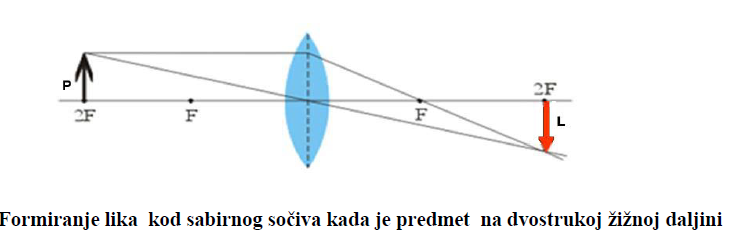 2F
P
L
2F
F
F
Formiranje lika kod sabirnog sočiva kada je predmet na dvostrukoj žižnoj daljini